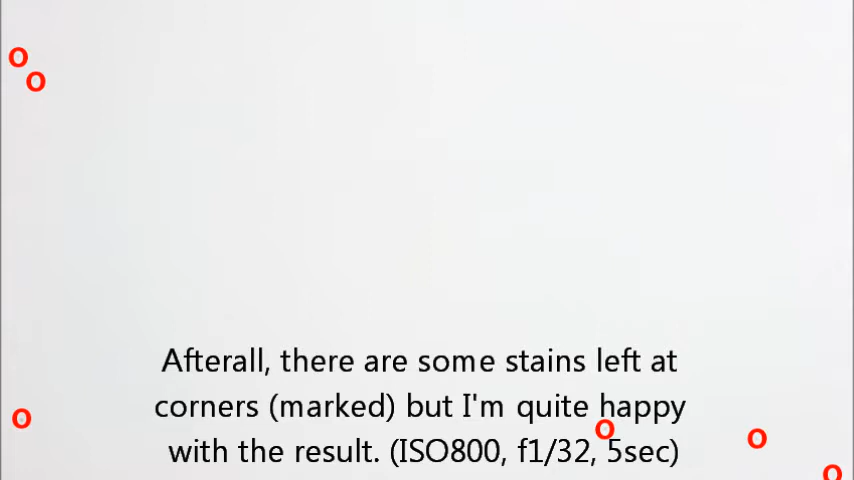 Afterall, there are some stains left at
corners (marked) but I'm quite happy
with the result. (ISO800, f1/32, 5sec)